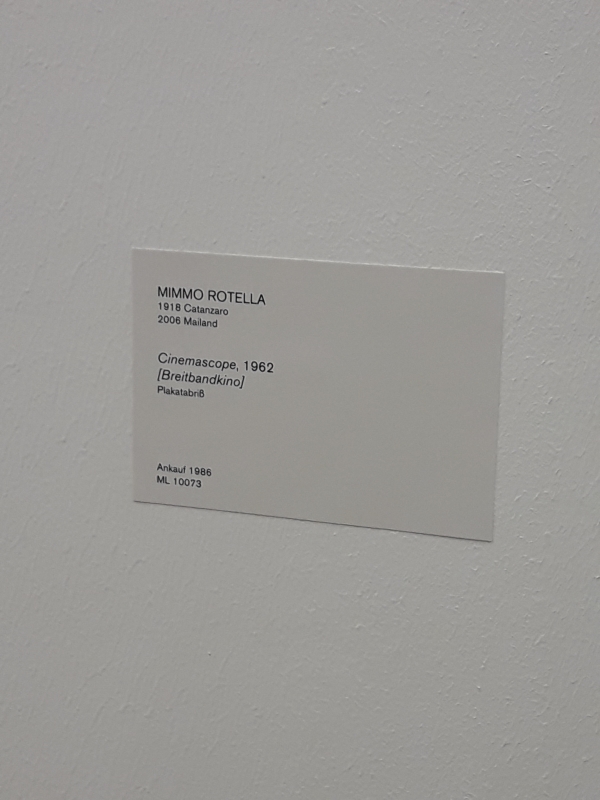 MIMMO ROTELLA
1918 Catanzaro
2006 Mailand
Cinemascope, 1962
[Breitbandkino]
Plakatabriß
Ankauf 1986
ML 10073